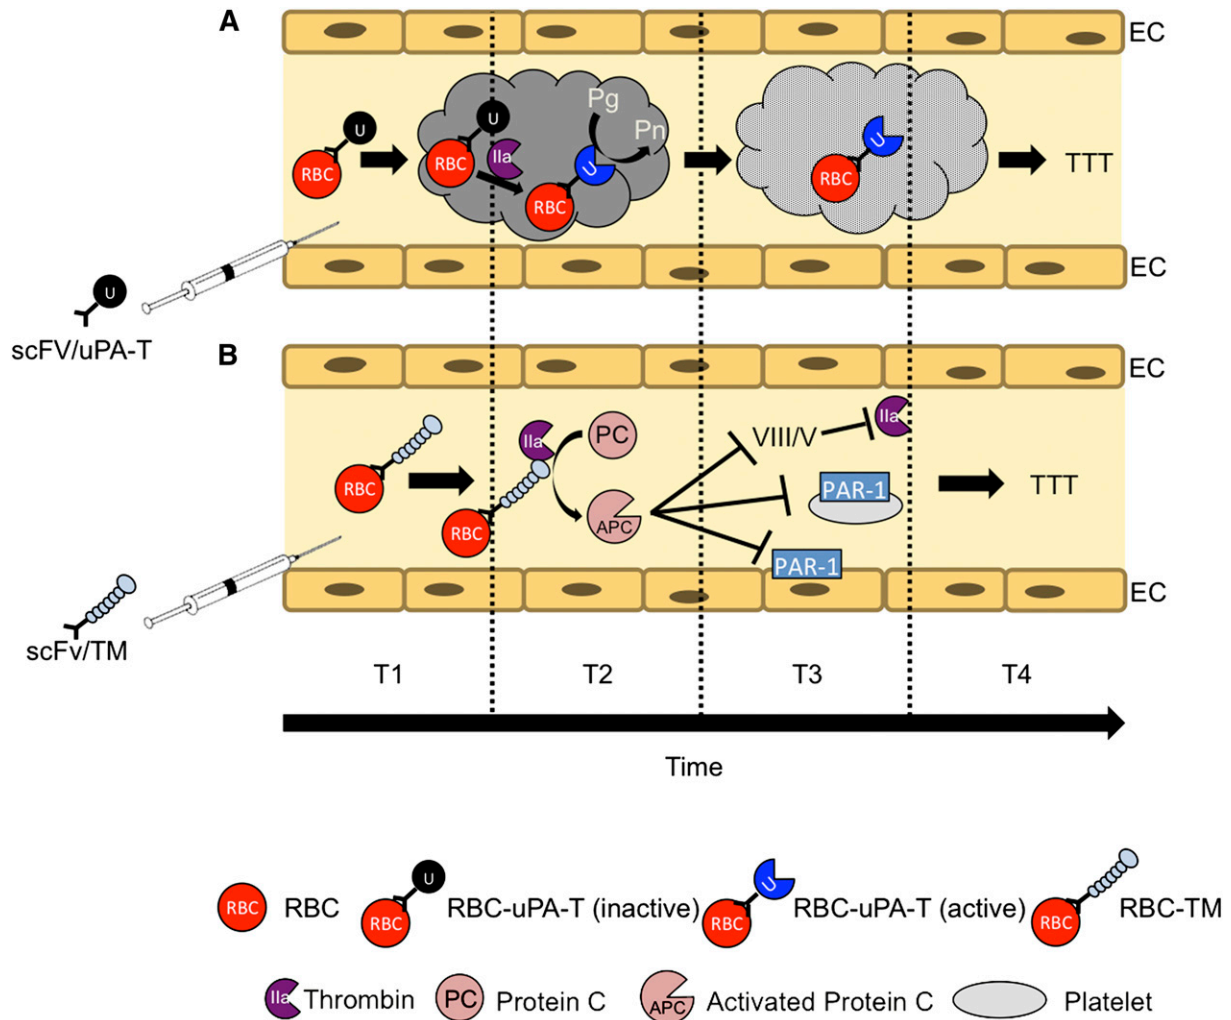 A
EC
U
RBC
U
RBC
IIa
Pg
Pn
U
RBC
U
RBC
TTT
EC
U
scFV/uPA-T
B
EC
RBC
IIa
PC
RBC
APC
VIII/V
IIa
PAR-1
PAR-1
TTT
EC
scFv/TM
T1 T2 T3 T4
Time
RBC RBC
U RBC RBC-uPA-T (inactive)
U RBC RBC-uPA-T (active)
RBC RBC-TM
IIa Thrombin
PC Protein C
APC Activated Protein C
Platelet